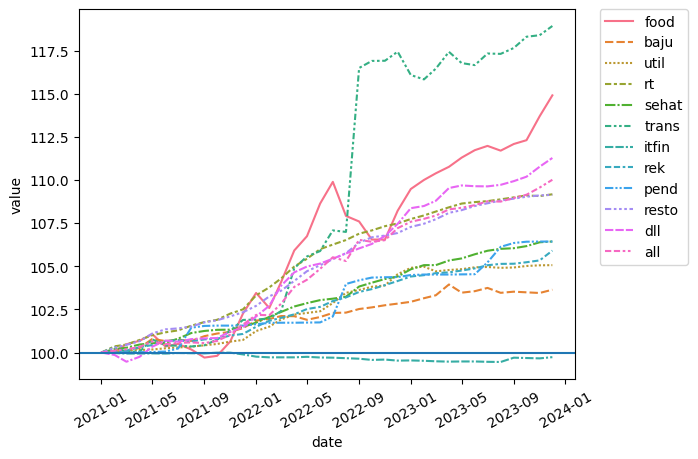 117.5
115.0
112.5
110.0
107.5
105.0
102.5
100.0
value
2021-01
2021-05
2021-09
2022-01
2022-05
2022-09
2023-01
2023-05
2023-09
2024-01
date
food
baju
util
rt
sehat
trans
itfin
rek
pend
resto
dll
all